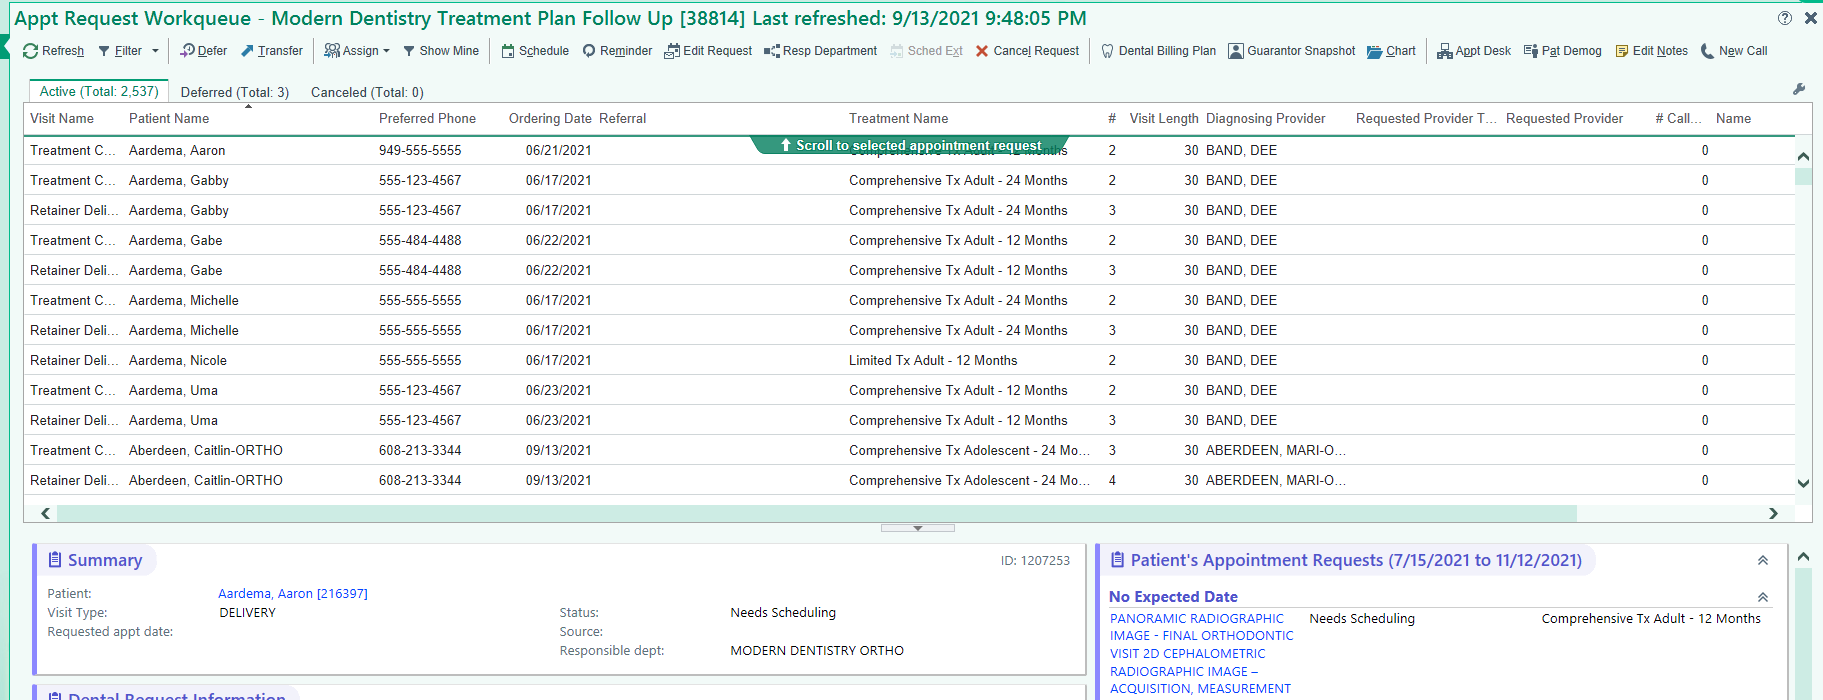 Appt Request Workqueue - Modern Dentistry Treatment Plan Follow Up [38814] Last refreshed: 9/13/2021 9:48:05 PM
Refresh Filter Defer Transfer Assign Show Mine Schedule Reminder Edit Request Resp Department Sched Ext Cancel Request Dental Billing Plan Guarantor Snapshot Chart Appt Desk Pat Demog Edit Notes New Call
Active (Total: 2,537) Deferred (Total: 3) Canceled (Total: 0)
Visit Name Patient Name Preferred Phone Ordering Date Referral Treatment Name # Visit Length Diagnosing Provider Requested Provider T... Requested Provider # Call... Name
Scroll to selected appointment request
Treatment C... Aardema, Aaron 949-555-5555 06/21/2021 2 30 BAND, DEE 0
Treatment C... Aardema, Gabby 555-123-4567 06/17/2021 Comprehensive Tx Adult - 24 Months 2 30 BAND, DEE 0
Retainer Deli... Aardema, Gabby 555-123-4567 06/17/2021 Comprehensive Tx Adult - 24 Months 3 30 BAND, DEE 0
Treatment C... Aardema, Gabe 555-484-4488 06/22/2021 Comprehensive Tx Adult - 12 Months 2 30 BAND, DEE 0
Retainer Deli... Aardema, Gabe 555-484-4488 06/22/2021 Comprehensive Tx Adult - 12 Months 3 30 BAND, DEE 0
Treatment C... Aardema, Michelle 555-555-5555 06/17/2021 Comprehensive Tx Adult - 24 Months 2 30 BAND, DEE 0
Retainer Deli... Aardema, Michelle 555-555-5555 06/17/2021 Comprehensive Tx Adult - 24 Months 3 30 BAND, DEE 0
Retainer Deli... Aardema, Nicole 555-555-5555 06/17/2021 Limited Tx Adult - 12 Months 2 30 BAND, DEE 0
Treatment C... Aardema, Uma 555-123-4567 06/23/2021 Comprehensive Tx Adult - 12 Months 2 30 BAND, DEE 0
Retainer Deli... Aardema, Uma 555-123-4567 06/23/2021 Comprehensive Tx Adult - 12 Months 3 30 BAND, DEE 0
Treatment C... Aberdeen, Caitlin-ORTHO 608-213-3344 09/13/2021 Comprehensive Tx Adolescent - 24 Mo... 3 30 ABERDEEN, MARI-O... 0
Retainer Deli... Aberdeen, Caitlin-ORTHO 608-213-3344 09/13/2021 Comprehensive Tx Adolescent - 24 Mo... 4 30 ABERDEEN, MARI-O... 0
Summary ID: 1207253
Patient: Aardema, Aaron [216397]
Visit Type: DELIVERY Status: Needs Scheduling
Requested appt date: Source:
Responsible dept: MODERN DENTISTRY ORTHO
Dental Request Information
Patient's Appointment Requests (7/15/2021 to 11/12/2021)
No Expected Date
PANORAMIC RADIOGRAPHIC Needs Scheduling Comprehensive Tx Adult - 12 Months
IMAGE - FINAL ORTHODONTIC
VISIT 2D CEPHALOMETRIC
RADIOGRAPHIC IMAGE –
ACQUISITION, MEASUREMENT